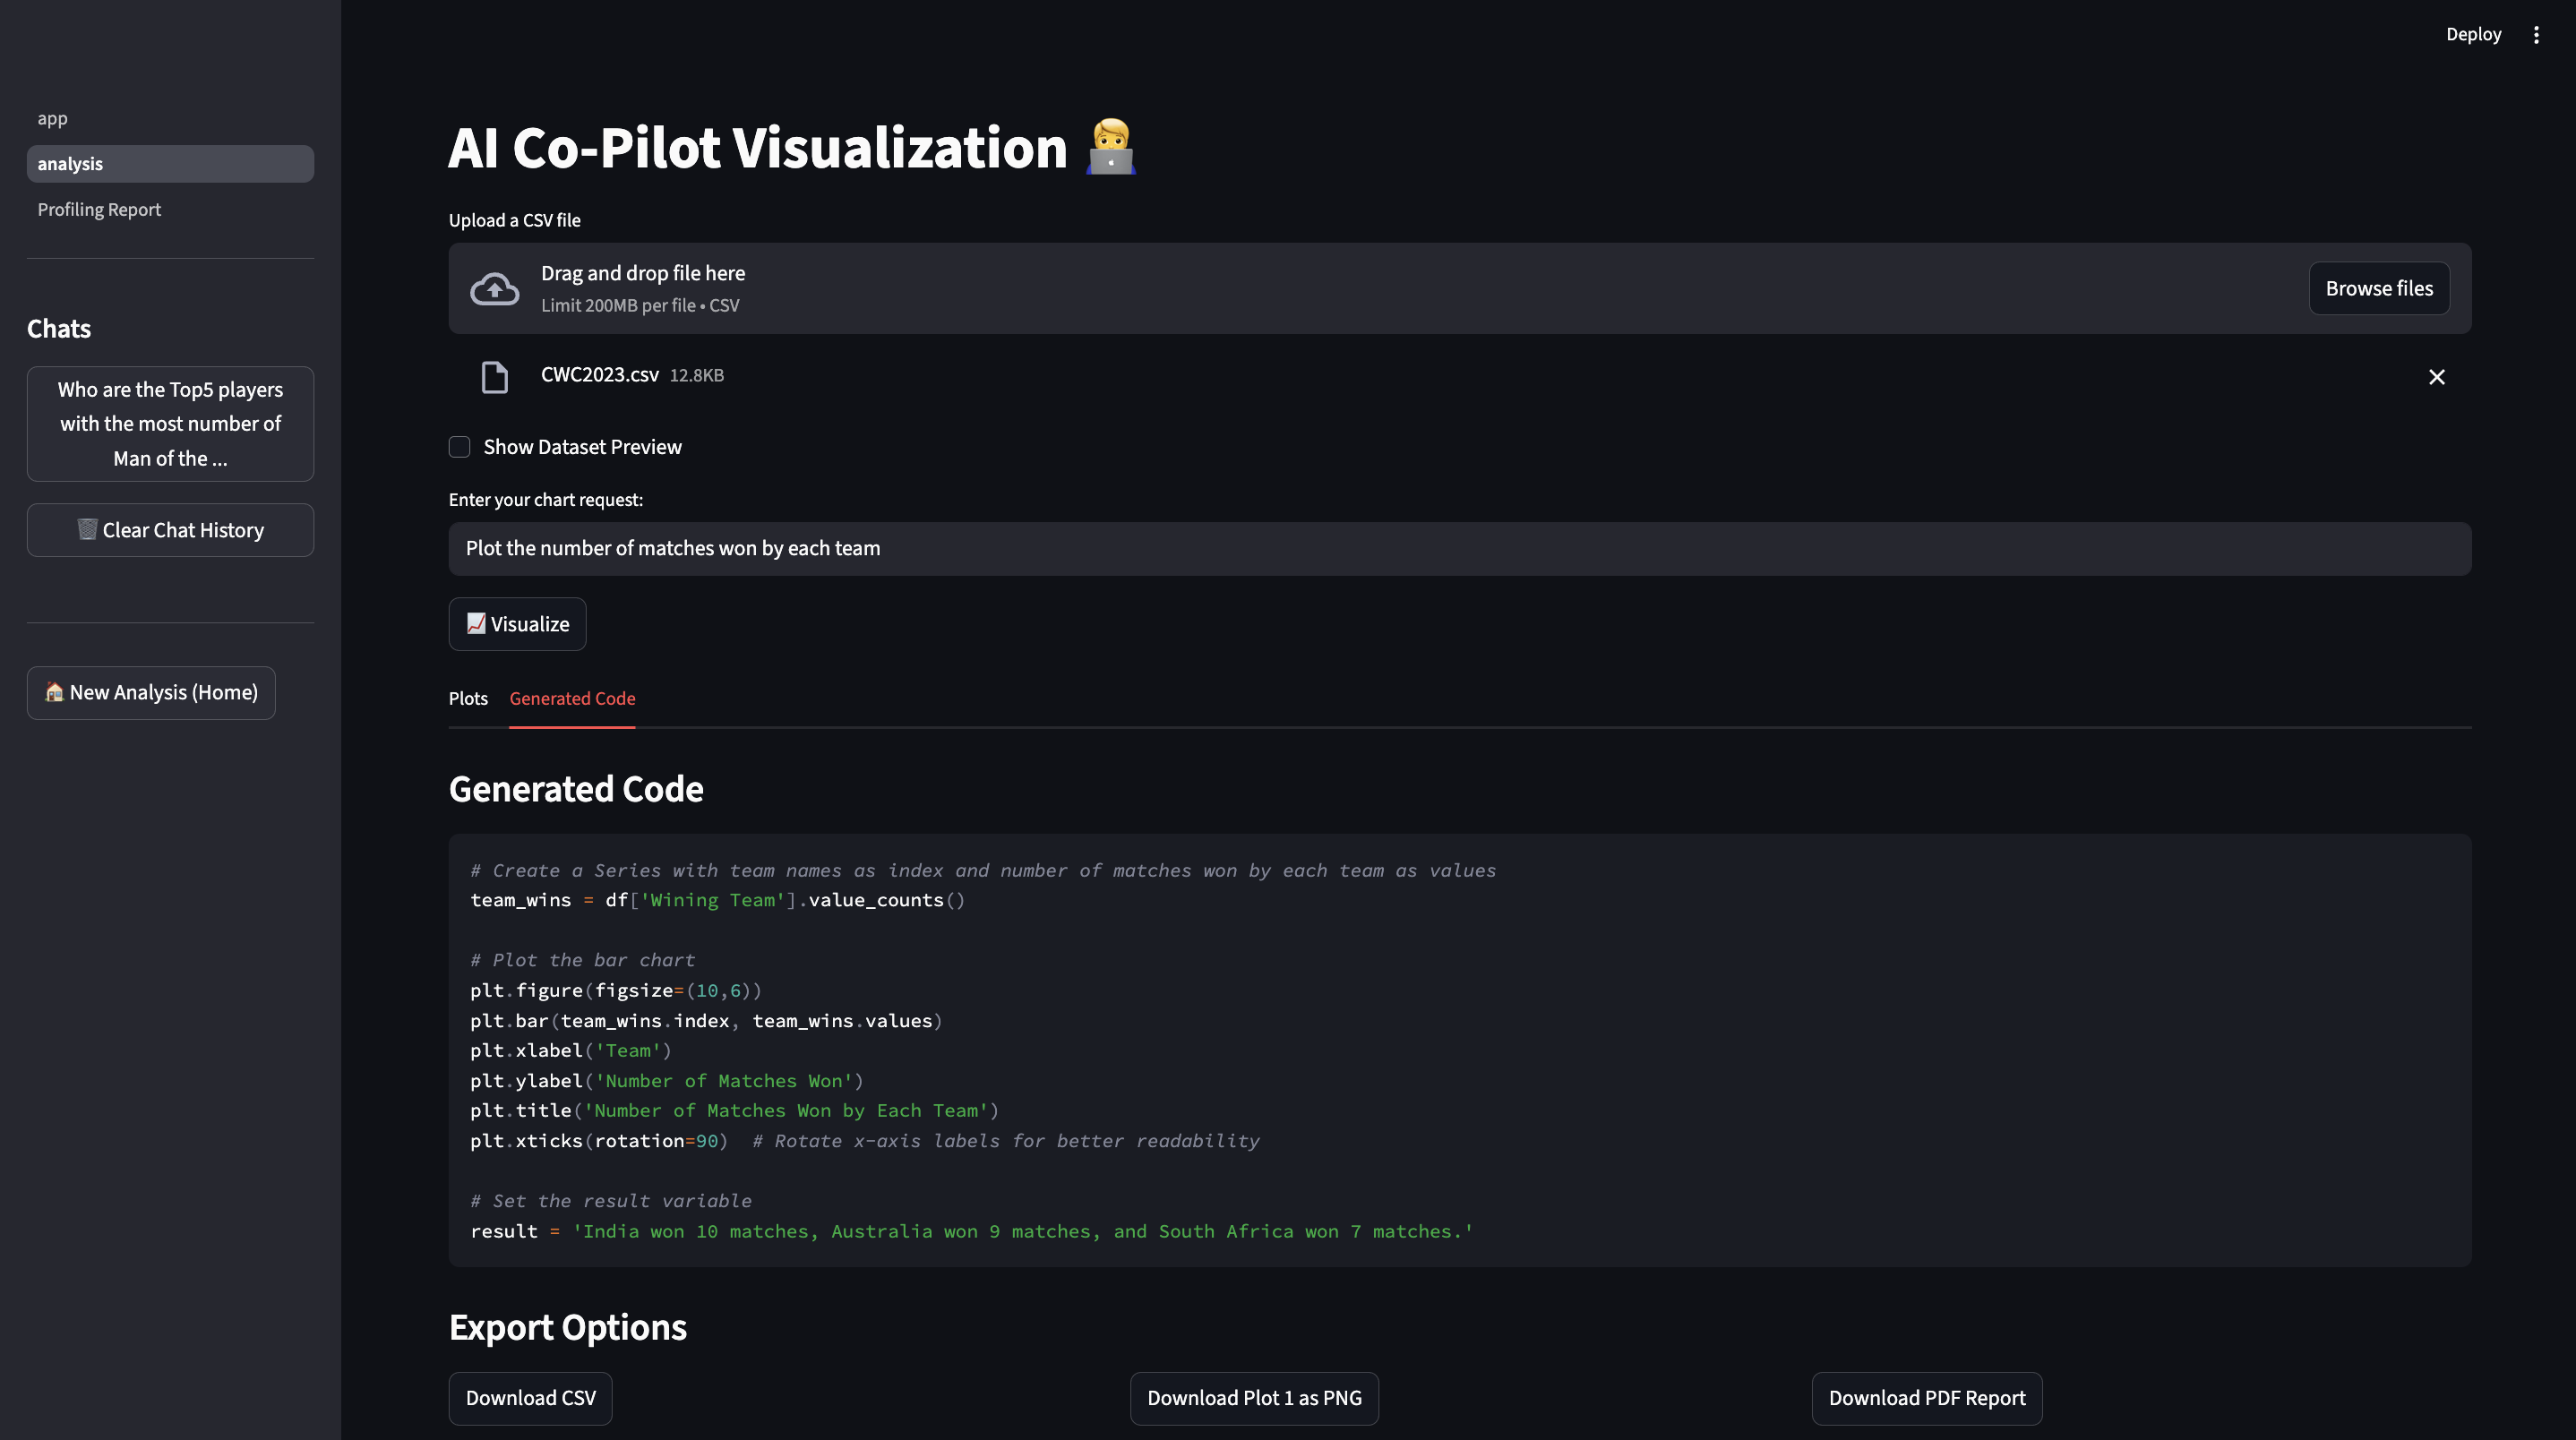 Deploy
app
analysis
Profiling Report
Chats
Who are the Top5 players
with the most number of
Man of the ...
🗑️ Clear Chat History
🏠 New Analysis (Home)
AI Co-Pilot Visualization 👨‍💻
Upload a CSV file
Drag and drop file here
Limit 200MB per file • CSV
Browse files
CWC2023.csv 12.8KB
Show Dataset Preview
Enter your chart request:
Plot the number of matches won by each team
📈 Visualize
Plots Generated Code
Generated Code
# Create a Series with team names as index and number of matches won by each team as values
team_wins = df['Wining Team'].value_counts()
# Plot the bar chart
plt.figure(figsize=(10,6))
plt.bar(team_wins.index, team_wins.values)
plt.xlabel('Team')
plt.ylabel('Number of Matches Won')
plt.title('Number of Matches Won by Each Team')
plt.xticks(rotation=90)  # Rotate x-axis labels for better readability
# Set the result variable
result = 'India won 10 matches, Australia won 9 matches, and South Africa won 7 matches.'
Export Options
Download CSV
Download Plot 1 as PNG
Download PDF Report